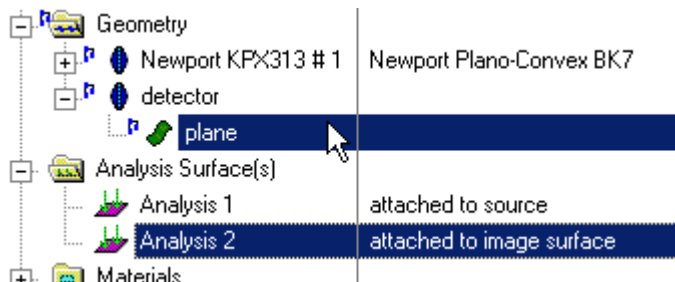 Geometry
Newport KPX313 # 1 Newport Plano-Convex BK7
detector
plane
Analysis Surface(s)
Analysis 1 attached to source
Analysis 2 attached to image surface
Materials